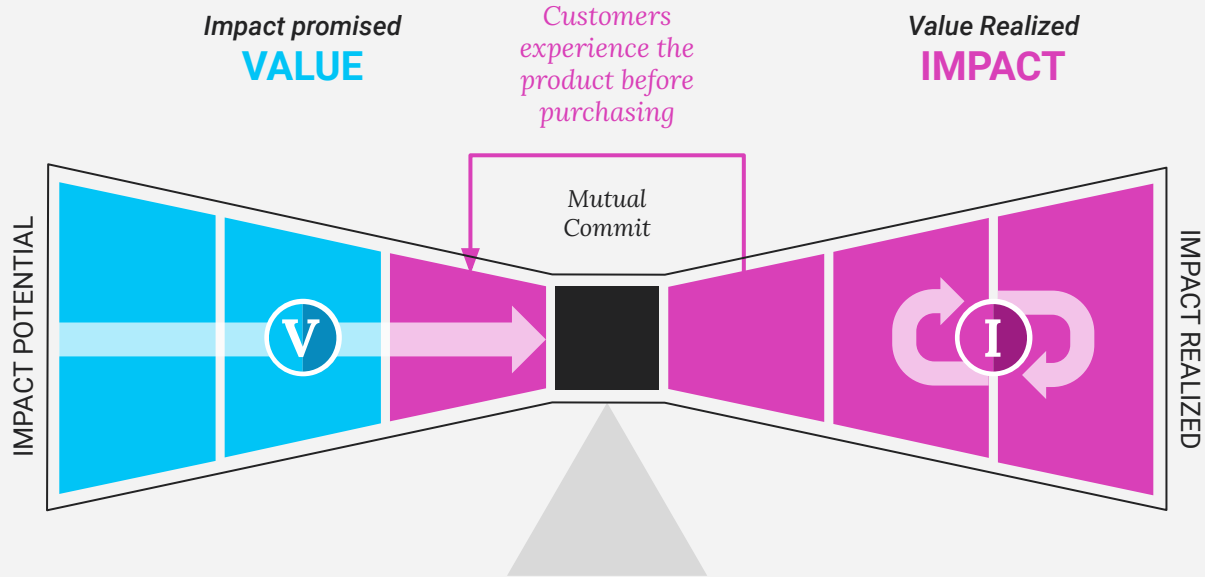 Impact promised
VALUE
Customers
experience the
product before
purchasing
Value Realized
IMPACT
Mutual
Commit
IMPACT POTENTIAL
V
I
IMPACT REALIZED